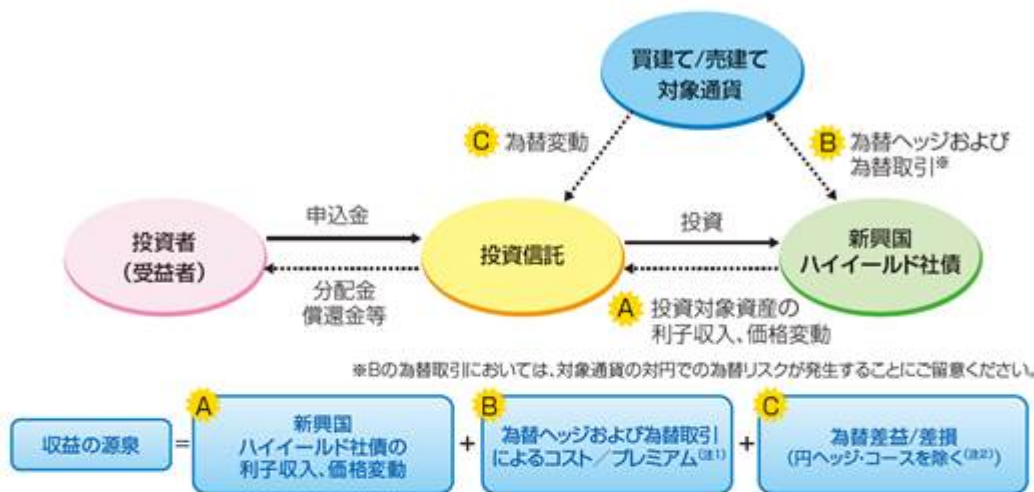 買建て/売建て
対象通貨
C 為替変動
B 為替ヘッジおよび
為替取引※
投資者
(受益者)
申込金
分配金
償還金等
投資信託
投資
新興国
ハイイールド社債
A 投資対象資産の
利子収入、価格変動
※Bの為替取引においては、対象通貨の対円での為替リスクが発生することにご留意ください。
収益の源泉
=
A
新興国
ハイイールド社債の
利子収入、価格変動
+
B
為替ヘッジおよび為替取引
によるコスト/プレミアム(注1)
+
C
為替差益/差損
(円ヘッジ・コースを除く(注2))